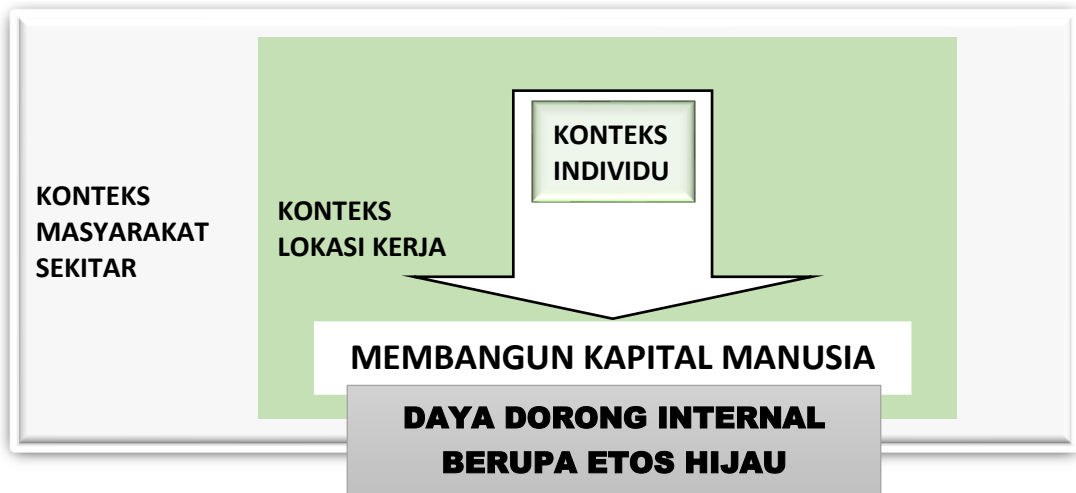 KONTEKS
MASYARAKAT
SEKITAR
KONTEKS
LOKASI KERJA
KONTEKS
INDIVIDU
MEMBANGUN KAPITAL MANUSIA
DAYA DORONG INTERNAL
BERUPA ETOS HIJAU